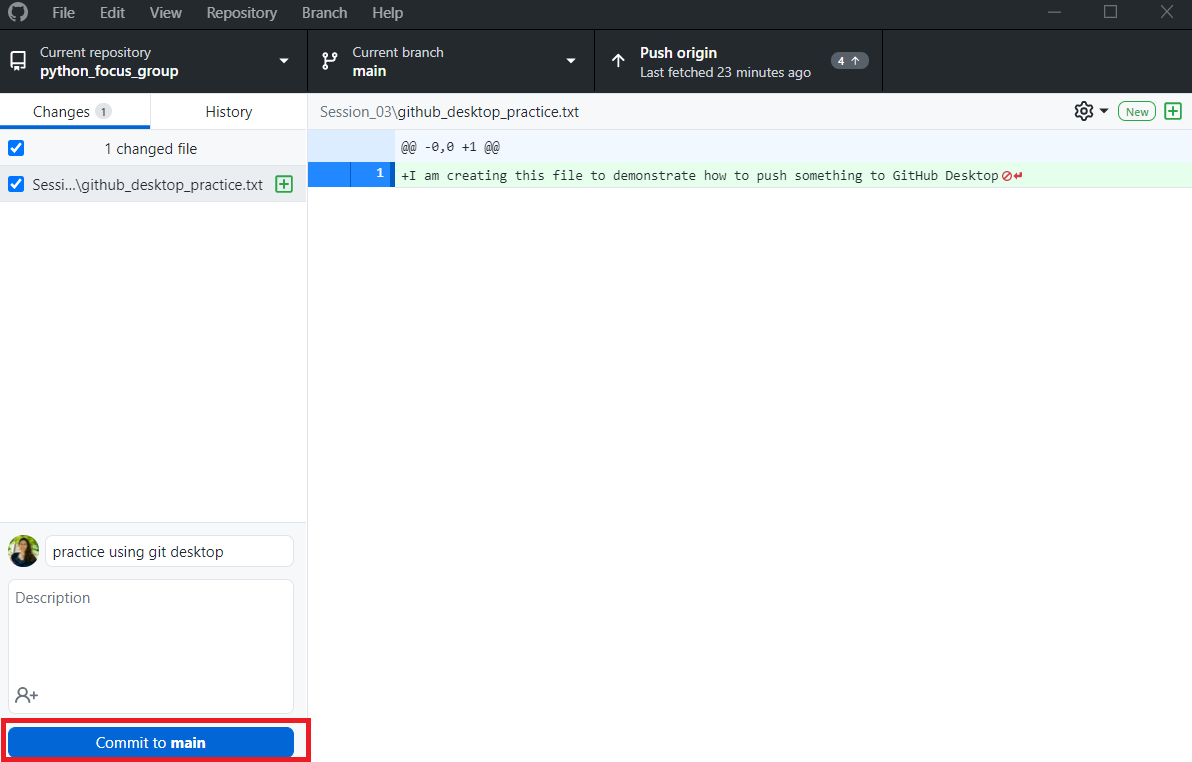 File Edit View Repository Branch Help
Current repository
python_focus_group
Current branch
main
Push origin
Last fetched 23 minutes ago
4
Changes 1
History
Session_03\github_desktop_practice.txt
New
1 changed file
@@ -0,0 +1 @@
Sessi...\github_desktop_practice.txt
1 +I am creating this file to demonstrate how to push something to GitHub Desktop
practice using git desktop
Description
Commit to main